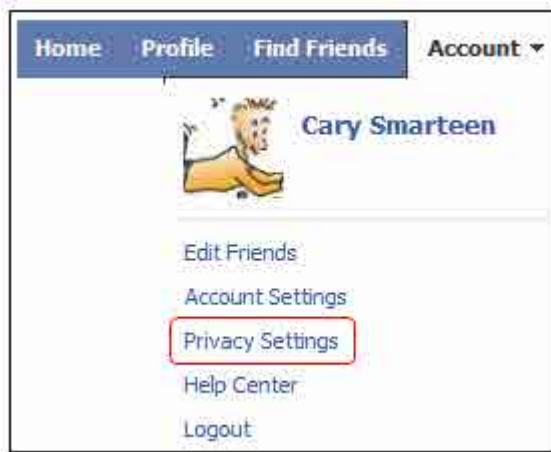 Home Profile Find Friends Account
Cary Smarteen
Edit Friends
Account Settings
Privacy Settings
Help Center
Logout